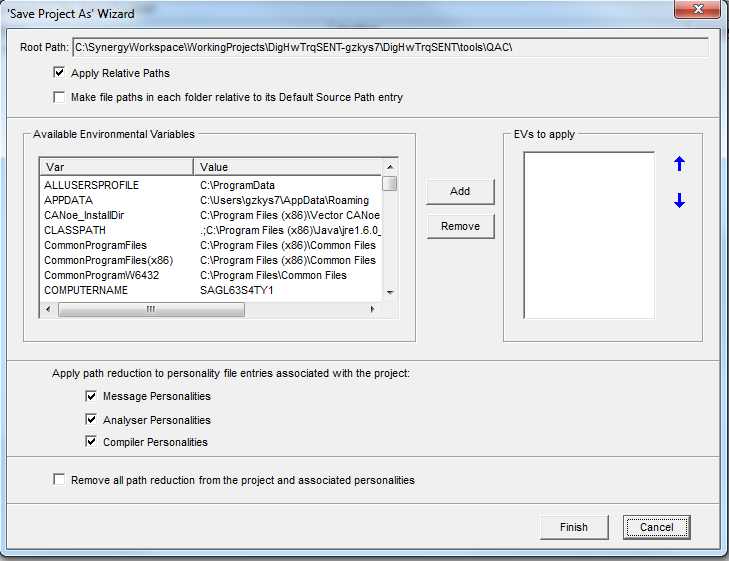 'Save Project As' Wizard
Root Path: C:\SynergyWorkspace\WorkingProjects\DigHwTrqSENT-gzkys7\DigHwTrqSENT\tools\QAC\
Apply Relative Paths
Make file paths in each folder relative to its Default Source Path entry
Available Environmental Variables
EVs to apply
Var Value
ALLUSERSPROFILE C:\ProgramData
APPDATA C:\Users\gzkys7\AppData\Roaming
CANoe_InstallDir C:\Program Files (x86)\Vector CANoe
CLASSPATH .;C:\Program Files (x86)\Java\jre1.6.0_
CommonProgramFiles C:\Program Files (x86)\Common Files
CommonProgramFiles(x86) C:\Program Files (x86)\Common Files
CommonProgramW6432 C:\Program Files\Common Files
COMPUTERNAME SAGL63S4TY1
Add
Remove
Apply path reduction to personality file entries associated with the project:
Message Personalities
Analyser Personalities
Compiler Personalities
Remove all path reduction from the project and associated personalities
Finish Cancel